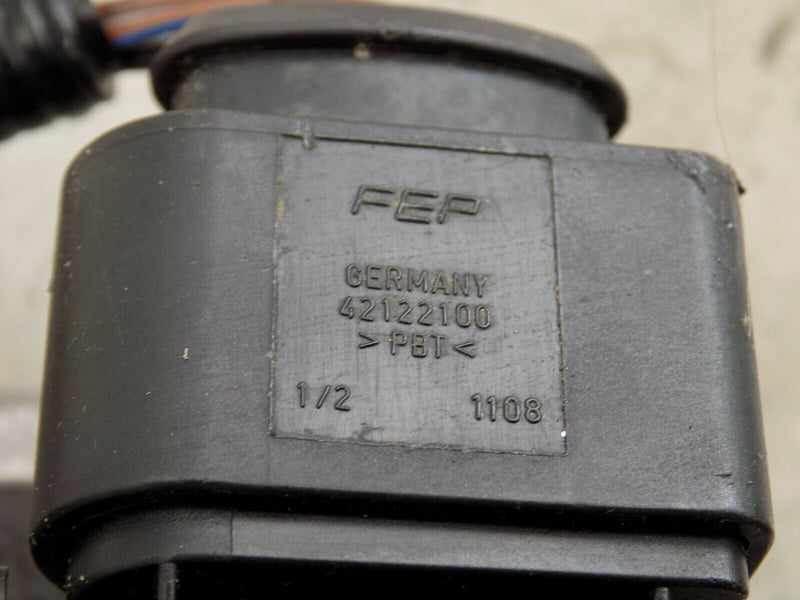 FEP
GERMANY
42122100
>PBT<
1/2 1108